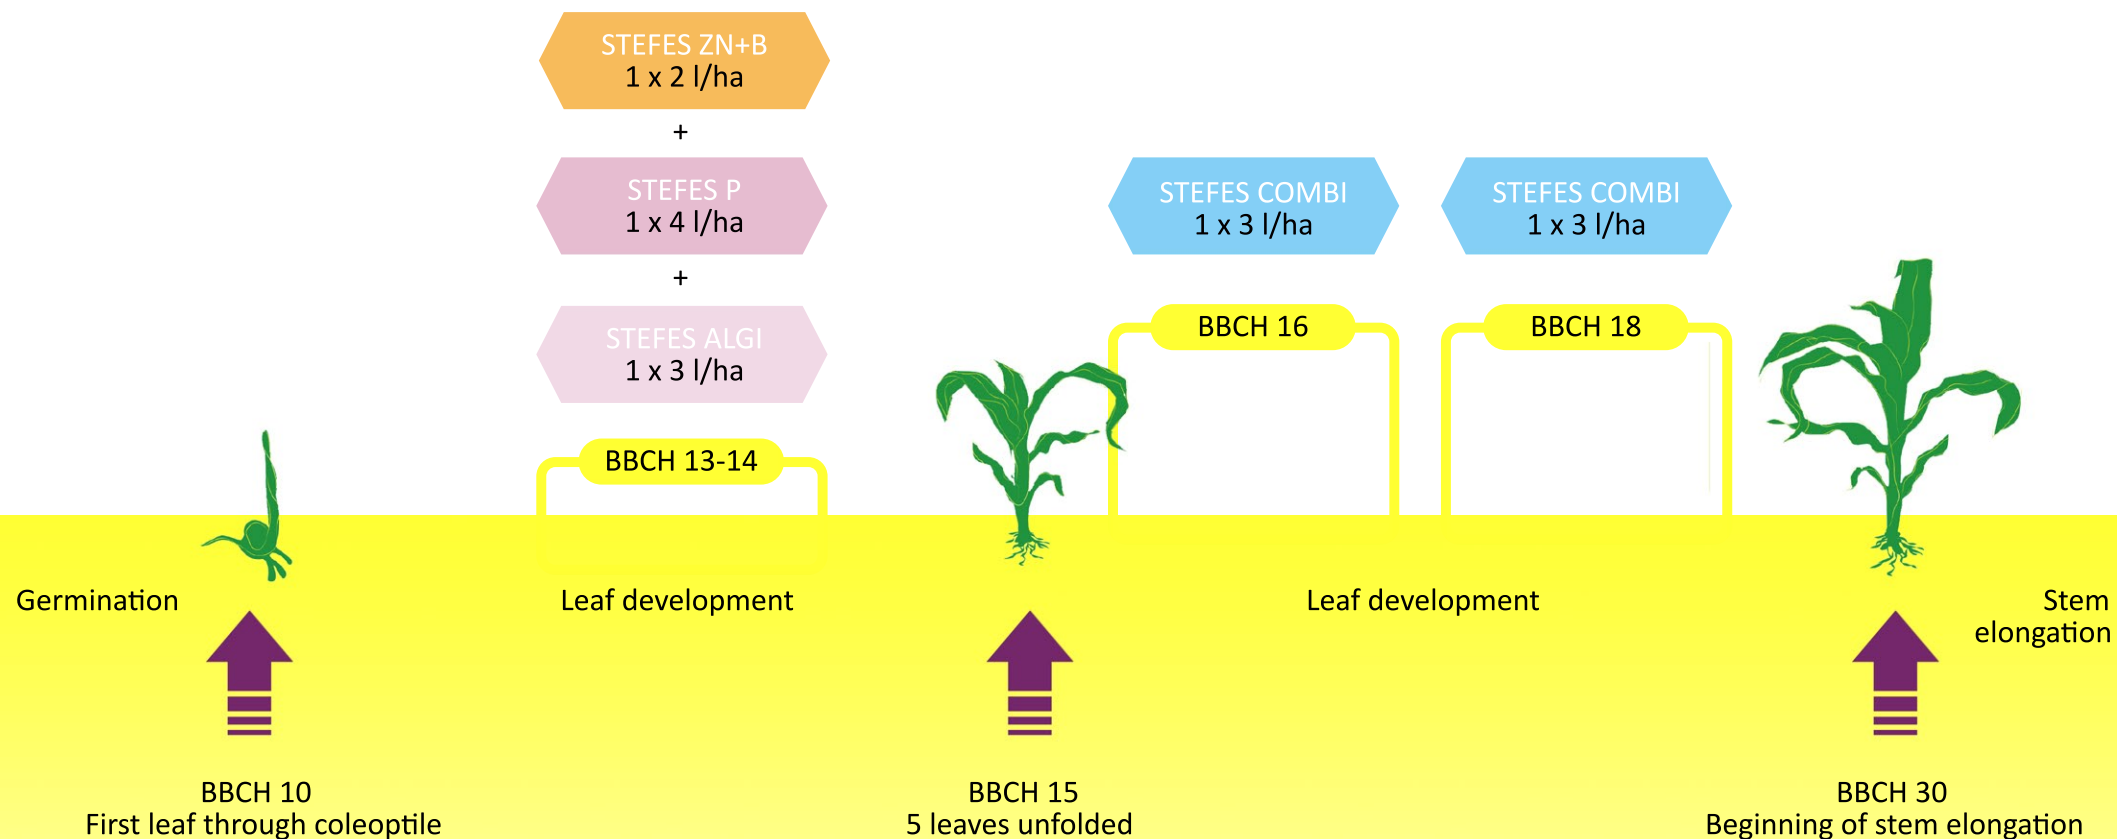 STEFES ZN+B
1 x 2 l/ha
+
STEFES P
1 x 4 l/ha
+
STEFES ALGI
1 x 3 l/ha
BBCH 13-14
STEFES COMBI
1 x 3 l/ha
BBCH 16
STEFES COMBI
1 x 3 l/ha
BBCH 18
Germination
Leaf development
Leaf development
Stem
elongation
BBCH 10
First leaf through coleoptile
BBCH 15
5 leaves unfolded
BBCH 30
Beginning of stem elongation